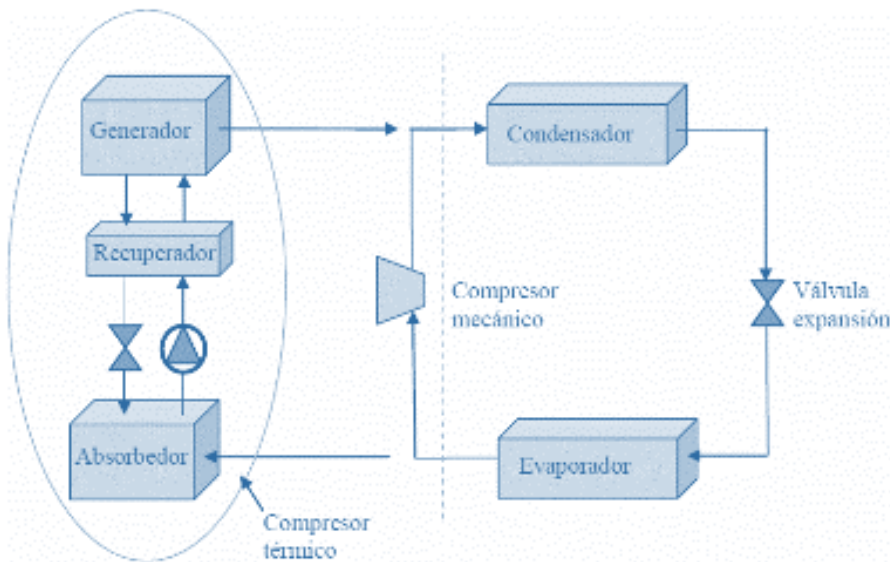 Generador
Condensador
Recuperador
Compresor
mecánico
Válvula
expansión
Absorbedor
Evaporador
Compresor
térmico